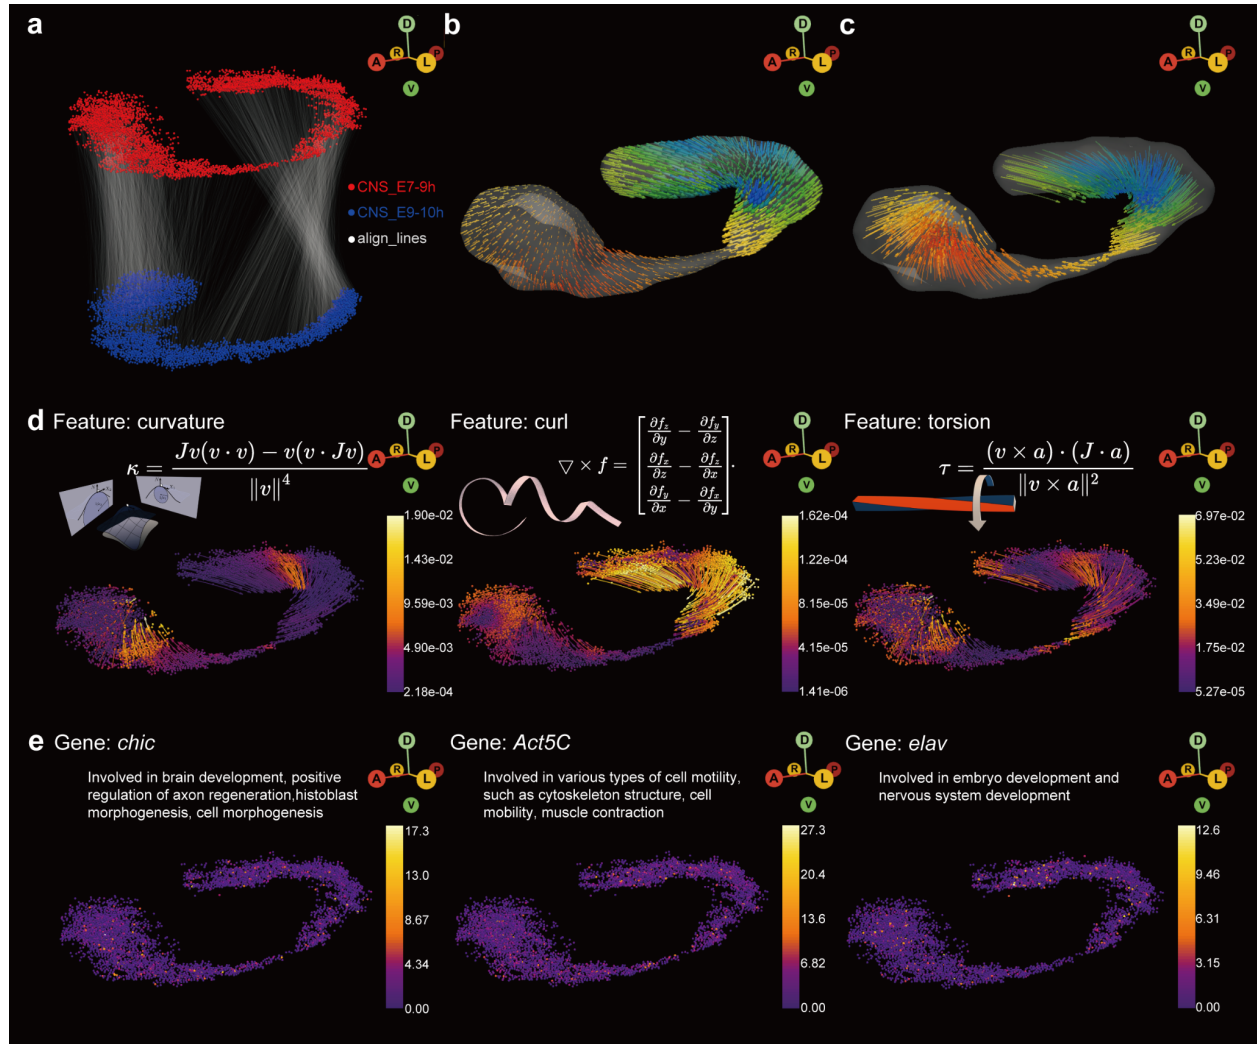 a
D
R
P
A
L
V
CNS_E7-9h
CNS_E9-10h
align_lines
b
D
R
P
A
L
V
c
D
R
P
A
L
V
d Feature: curvature
κ = Jv(v · v) − v(v · Jv) / ‖v‖⁴
D
R
P
A
L
V
1.90e-02
1.43e-02
9.59e-03
4.90e-03
2.18e-04
Feature: curl
▽ × f = [∂f_z/∂y − ∂f_y/∂z
∂f_x/∂z − ∂f_z/∂x
∂f_y/∂x − ∂f_x/∂y].
D
R
P
A
L
V
1.62e-04
1.22e-04
8.15e-05
4.15e-05
1.41e-06
Feature: torsion
τ = (v × a) · (J · a) / ‖v × a‖²
D
R
P
A
L
V
6.97e-02
5.23e-02
3.49e-02
1.75e-02
5.27e-05
e Gene: chic
Involved in brain development, positive
regulation of axon regeneration,histoblast
morphogenesis, cell morphogenesis
D
R
P
A
L
V
17.3
13.0
8.67
4.34
0.00
Gene: Act5C
Involved in various types of cell motility,
such as cytoskeleton structure, cell
mobility, muscle contraction
D
R
P
A
L
V
27.3
20.4
13.6
6.82
0.00
Gene: elav
Involved in embryo development and
nervous system development
D
R
P
A
L
V
12.6
9.46
6.31
3.15
0.00